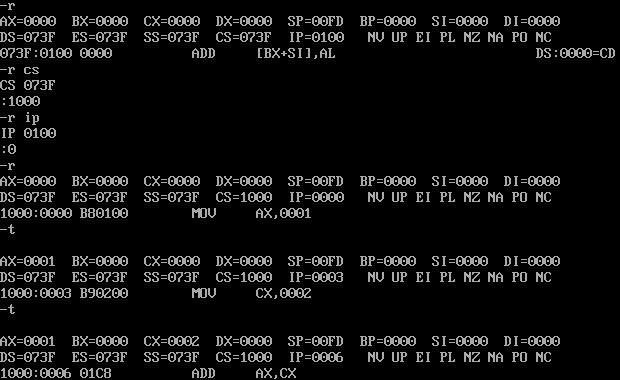 -r
AX=0000  BX=0000  CX=0000  DX=0000  SP=00FD  BP=0000  SI=0000  DI=0000
DS=073F  ES=073F  SS=073F  CS=073F  IP=0100   NV UP EI PL NZ NA PO NC
073F:0100 0000          ADD     [BX+SI],AL                         DS:0000=CD
-r cs
CS 073F
:1000
-r ip
IP 0100
:0
-r
AX=0000  BX=0000  CX=0000  DX=0000  SP=00FD  BP=0000  SI=0000  DI=0000
DS=073F  ES=073F  SS=073F  CS=1000  IP=0000   NV UP EI PL NZ NA PO NC
1000:0000 B80100        MOV     AX,0001
-t
AX=0001  BX=0000  CX=0000  DX=0000  SP=00FD  BP=0000  SI=0000  DI=0000
DS=073F  ES=073F  SS=073F  CS=1000  IP=0003   NV UP EI PL NZ NA PO NC
1000:0003 B90200        MOV     CX,0002
-t
AX=0001  BX=0000  CX=0002  DX=0000  SP=00FD  BP=0000  SI=0000  DI=0000
DS=073F  ES=073F  SS=073F  CS=1000  IP=0006   NV UP EI PL NZ NA PO NC
1000:0006 01C8          ADD     AX,CX